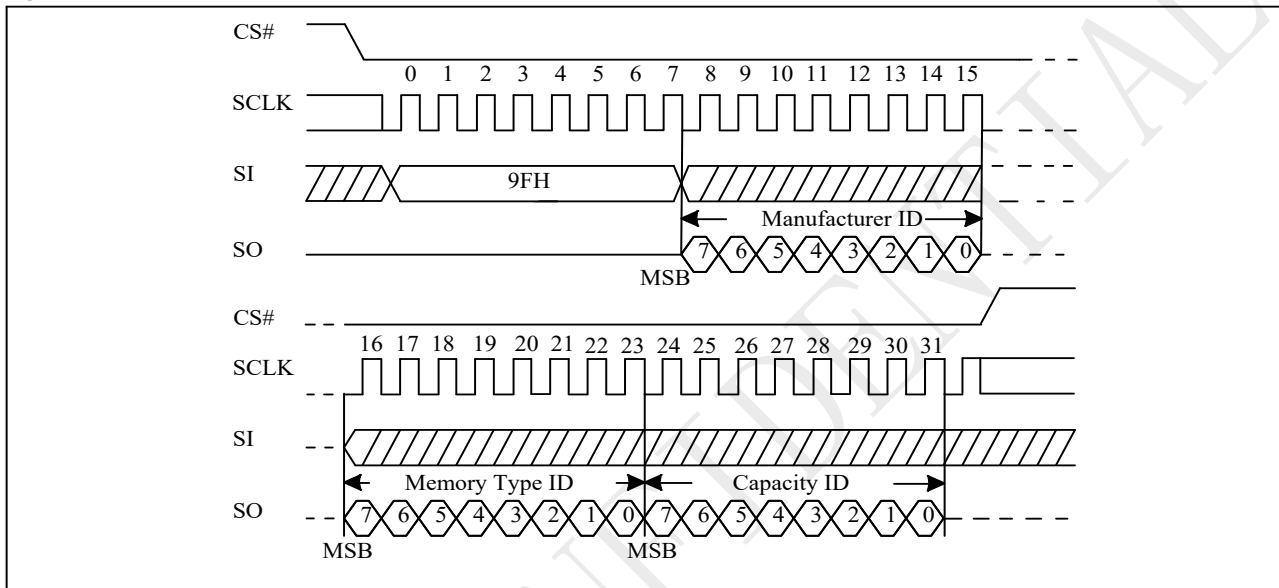 CS#
0 1 2 3 4 5 6 7 8 9 10 11 12 13 14 15
SCLK
SI
9FH
Manufacturer ID
SO
7 6 5 4 3 2 1 0
MSB
CS#
16 17 18 19 20 21 22 23 24 25 26 27 28 29 30 31
SCLK
SI
Memory Type ID Capacity ID
SO
7 6 5 4 3 2 1 0 7 6 5 4 3 2 1 0
MSB MSB
NFIDENTIAL